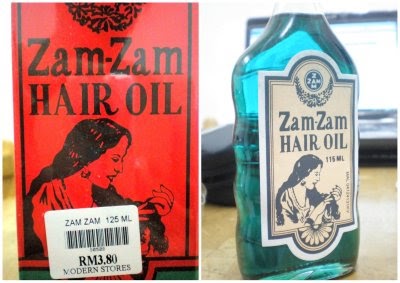 Zam-Zam
HAIR OIL
ZAM ZAM 125 ML
RM3.80
MODERN STORES
Z
ZAM
M
Zam-Zam
HAIR OIL
115 ML